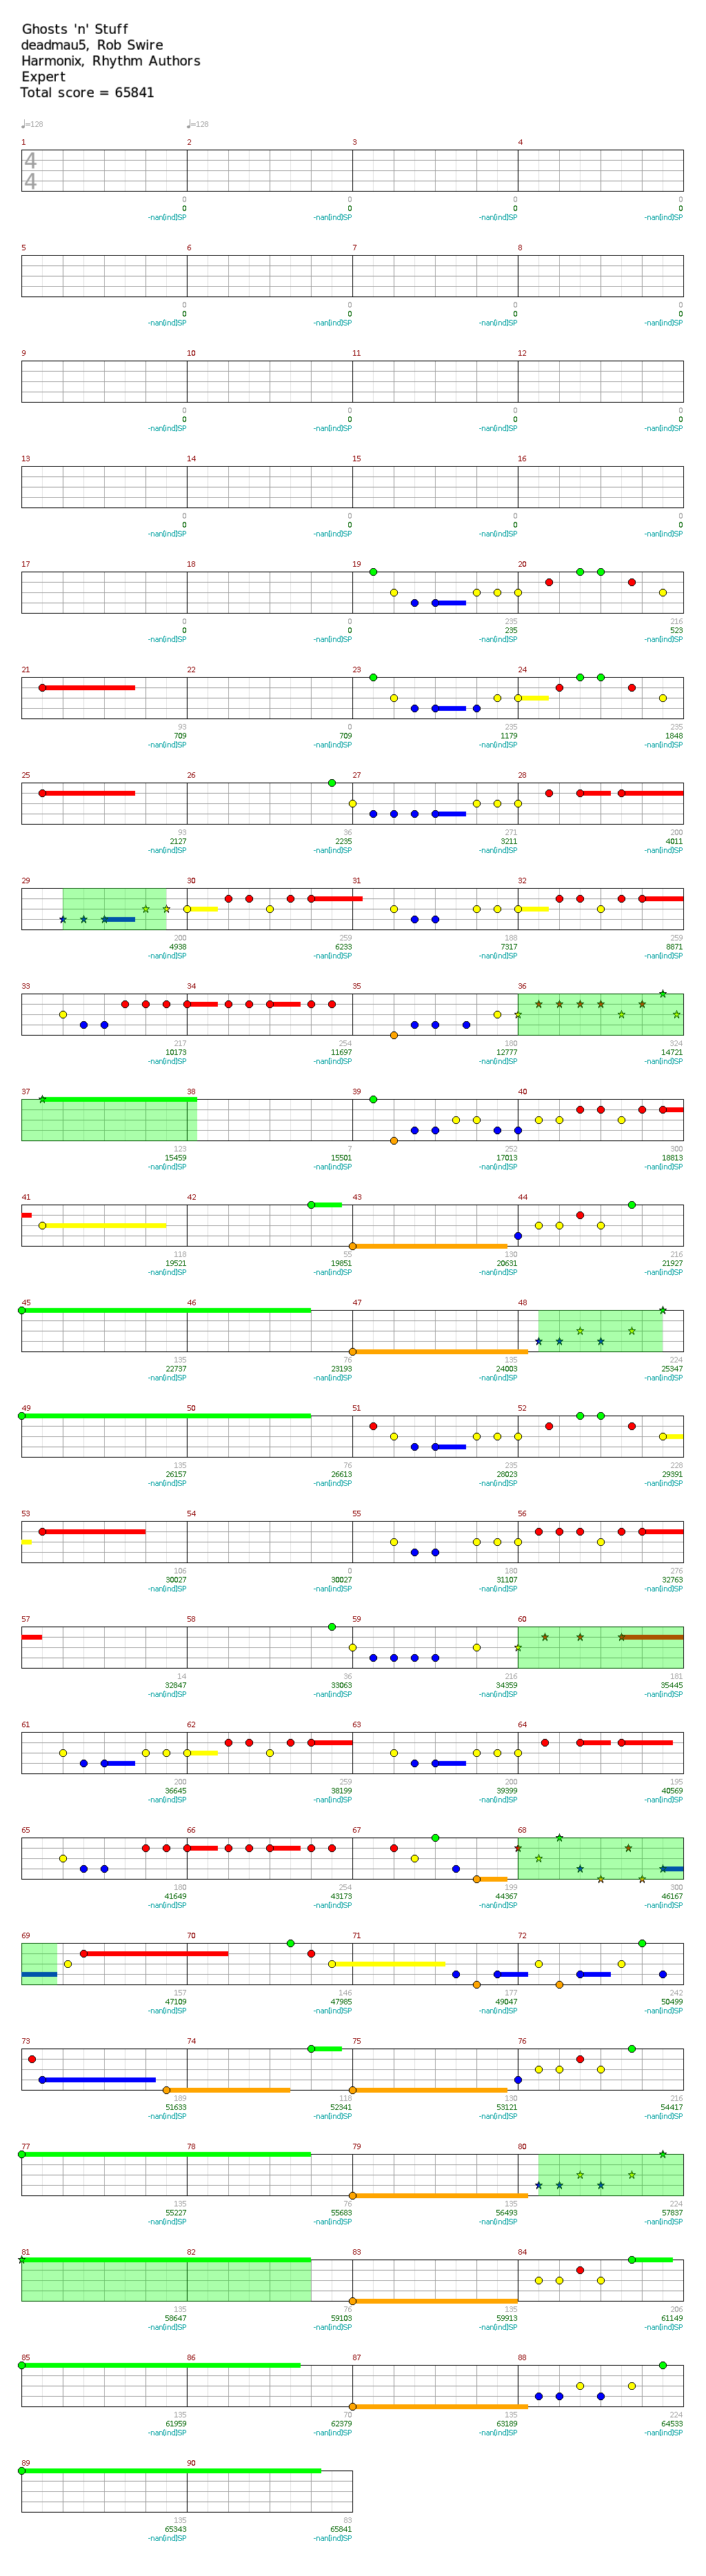 Ghosts 'n' Stuff
deadmau5, Rob Swire
Harmonix, Rhythm Authors
Expert
Total score = 65841
♩=128 ♩=128
1 2 3 4
4
4
0 0 0 0
0 0 0 0
-nan(ind)SP -nan(ind)SP -nan(ind)SP -nan(ind)SP
5 6 7 8
0 0 0 0
0 0 0 0
-nan(ind)SP -nan(ind)SP -nan(ind)SP -nan(ind)SP
9 10 11 12
0 0 0 0
0 0 0 0
-nan(ind)SP -nan(ind)SP -nan(ind)SP -nan(ind)SP
13 14 15 16
0 0 0 0
0 0 0 0
-nan(ind)SP -nan(ind)SP -nan(ind)SP -nan(ind)SP
17 18 19 20
0 0 235 216
0 0 235 523
-nan(ind)SP -nan(ind)SP -nan(ind)SP -nan(ind)SP
21 22 23 24
93 0 235 235
709 709 1179 1848
-nan(ind)SP -nan(ind)SP -nan(ind)SP -nan(ind)SP
25 26 27 28
93 36 271 200
2127 2235 3211 4011
-nan(ind)SP -nan(ind)SP -nan(ind)SP -nan(ind)SP
29 30 31 32
200 259 188 259
4938 6233 7317 8871
-nan(ind)SP -nan(ind)SP -nan(ind)SP -nan(ind)SP
33 34 35 36
217 254 180 324
10173 11697 12777 14721
-nan(ind)SP -nan(ind)SP -nan(ind)SP -nan(ind)SP
37 38 39 40
123 7 252 300
15459 15501 17013 18813
-nan(ind)SP -nan(ind)SP -nan(ind)SP -nan(ind)SP
41 42 43 44
118 55 130 216
19521 19851 20631 21927
-nan(ind)SP -nan(ind)SP -nan(ind)SP -nan(ind)SP
45 46 47 48
135 76 135 224
22737 23193 24003 25347
-nan(ind)SP -nan(ind)SP -nan(ind)SP -nan(ind)SP
49 50 51 52
135 76 235 228
26157 26613 28023 29391
-nan(ind)SP -nan(ind)SP -nan(ind)SP -nan(ind)SP
53 54 55 56
106 0 180 276
30027 30027 31107 32763
-nan(ind)SP -nan(ind)SP -nan(ind)SP -nan(ind)SP
57 58 59 60
14 36 216 181
32847 33063 34359 35445
-nan(ind)SP -nan(ind)SP -nan(ind)SP -nan(ind)SP
61 62 63 64
200 259 200 195
36645 38199 39399 40569
-nan(ind)SP -nan(ind)SP -nan(ind)SP -nan(ind)SP
65 66 67 68
180 254 199 300
41649 43173 44367 46167
-nan(ind)SP -nan(ind)SP -nan(ind)SP -nan(ind)SP
69 70 71 72
157 146 177 242
47109 47985 49047 50499
-nan(ind)SP -nan(ind)SP -nan(ind)SP -nan(ind)SP
73 74 75 76
189 118 130 216
51633 52341 53121 54417
-nan(ind)SP -nan(ind)SP -nan(ind)SP -nan(ind)SP
77 78 79 80
135 76 135 224
55227 55683 56493 57837
-nan(ind)SP -nan(ind)SP -nan(ind)SP -nan(ind)SP
81 82 83 84
135 76 135 206
58647 59103 59913 61149
-nan(ind)SP -nan(ind)SP -nan(ind)SP -nan(ind)SP
85 86 87 88
135 70 135 224
61959 62379 63189 64533
-nan(ind)SP -nan(ind)SP -nan(ind)SP -nan(ind)SP
89 90
135 83
65343 65841
-nan(ind)SP -nan(ind)SP